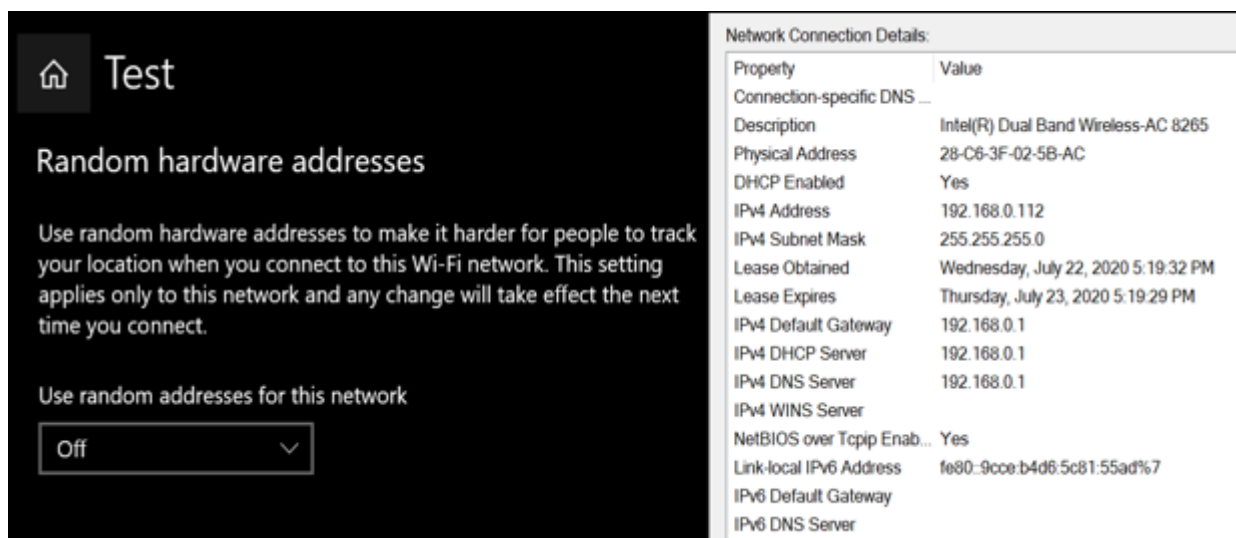 Test
Random hardware addresses
Use random hardware addresses to make it harder for people to track
your location when you connect to this Wi-Fi network. This setting
applies only to this network and any change will take effect the next
time you connect.
Use random addresses for this network
Off
Network Connection Details:
Property Value
Connection-specific DNS ...
Description Intel(R) Dual Band Wireless-AC 8265
Physical Address 28-C6-3F-02-5B-AC
DHCP Enabled Yes
IPv4 Address 192.168.0.112
IPv4 Subnet Mask 255.255.255.0
Lease Obtained Wednesday, July 22, 2020 5:19:32 PM
Lease Expires Thursday, July 23, 2020 5:19:29 PM
IPv4 Default Gateway 192.168.0.1
IPv4 DHCP Server 192.168.0.1
IPv4 DNS Server 192.168.0.1
IPv4 WINS Server
NetBIOS over Tcpip Enab... Yes
Link-local IPv6 Address fe80::9cce:b4d6:5c81:55ad%7
IPv6 Default Gateway
IPv6 DNS Server